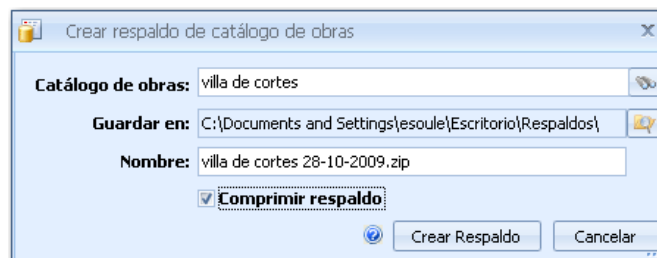 Crear respaldo de catálogo de obras
Catálogo de obras: villa de cortes
Guardar en: C:\Documents and Settings\esoule\Escritorio\Respaldos\
Nombre: villa de cortes 28-10-2009.zip
Comprimir respaldo
Crear Respaldo Cancelar